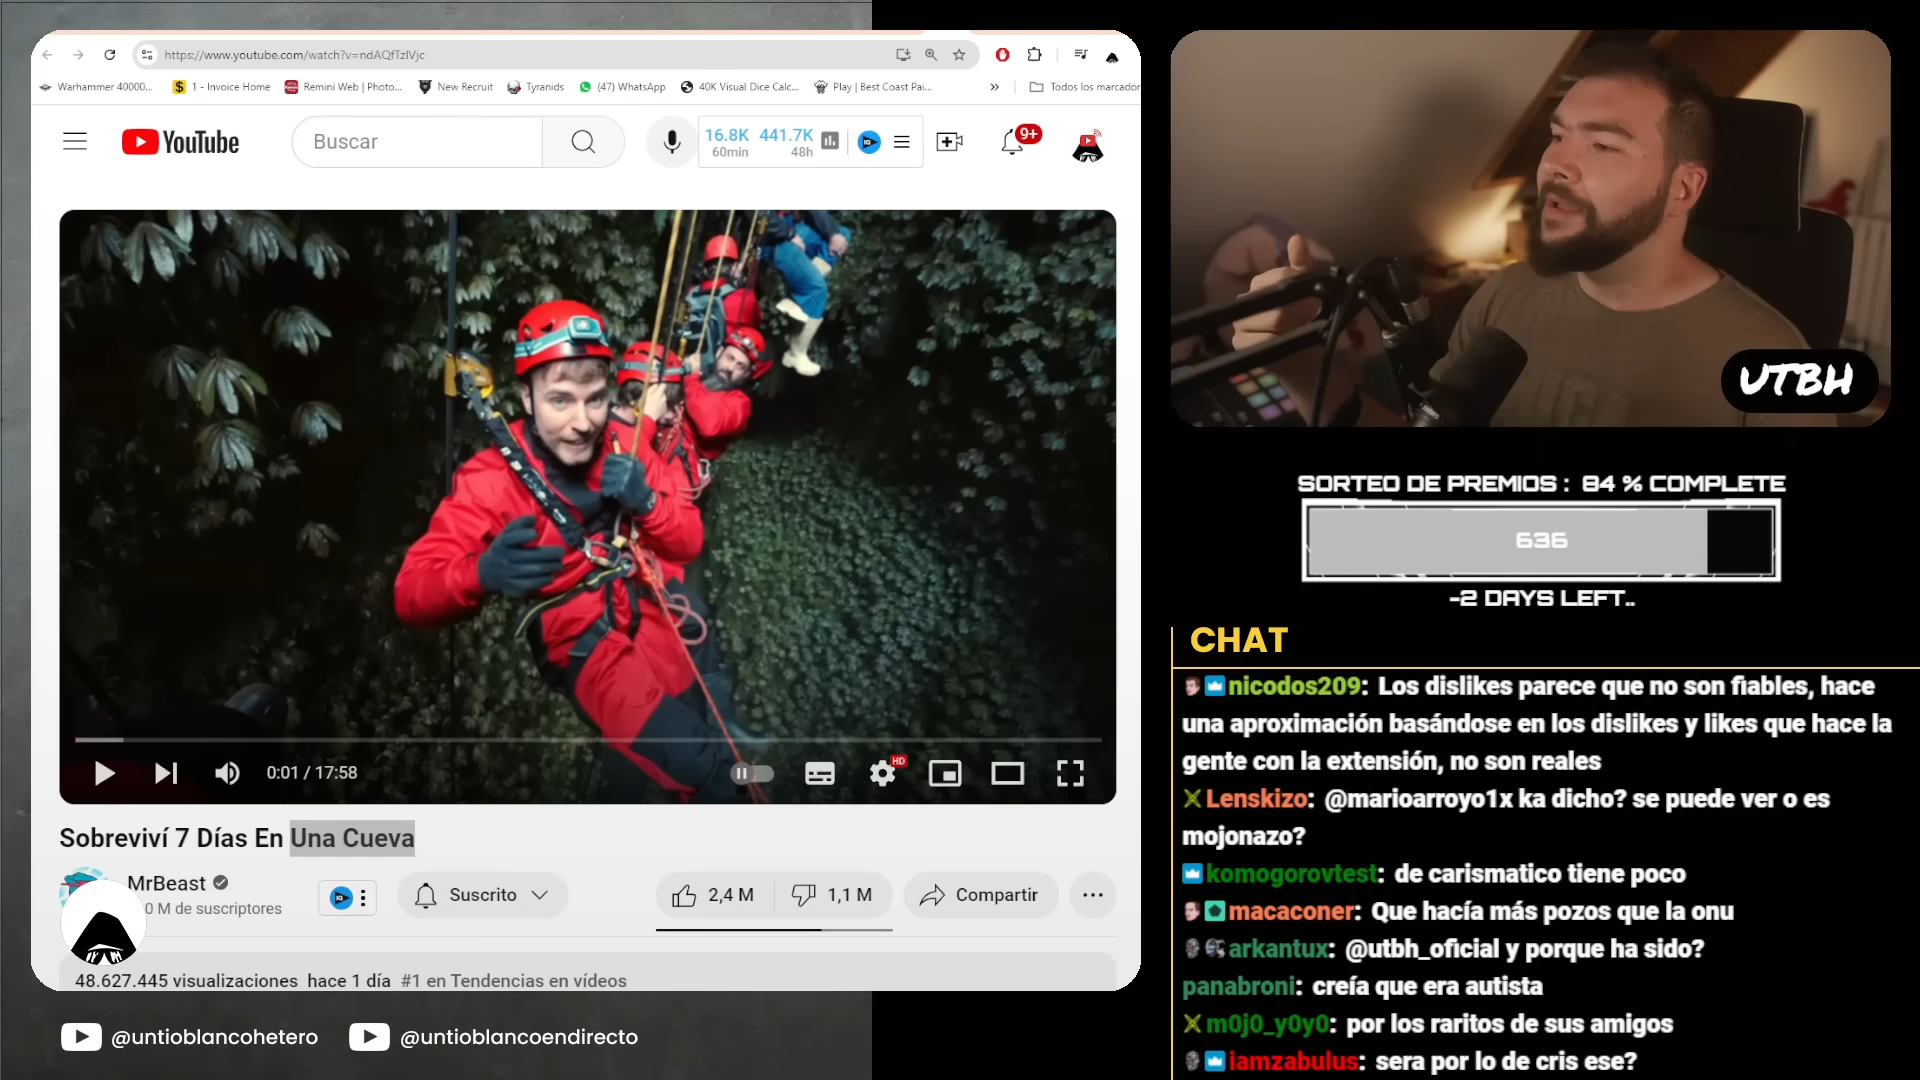 https://www.youtube.com/watch?v=ndAQfTzIVjc
Warhammer 40000...
1 - Invoice Home
Remini Web | Photo...
New Recruit
Tyranids
(47) WhatsApp
40K Visual Dice Calc...
Play | Best Coast Pai...
»
Todos los marcador
YouTube
Buscar
16.8K 441.7K
60min 48h
9+
UTBH
SORTEO DE PREMIOS : 84 % COMPLETE
636
-2 DAYS LEFT..
0:01 / 17:58
HD
Sobreviví 7 Días En Una Cueva
MrBeast
0 M de suscriptores
Suscrito
2,4 M
1,1 M
Compartir
48.627.445 visualizaciones hace 1 día #1 en Tendencias en vídeos
@untioblancohetero
@untioblancoendirecto
CHAT
nicodos209: Los dislikes parece que no son fiables, hace
una aproximación basándose en los dislikes y likes que hace la
gente con la extensión, no son reales
Lenskizo: @marioarroyo1x ka dicho? se puede ver o es
mojonazo?
komogorovtest: de carismatico tiene poco
macaconer: Que hacía más pozos que la onu
arkantux: @utbh_oficial y porque ha sido?
panabroni: creía que era autista
m0j0_y0y0: por los raritos de sus amigos
iamzabulus: sera por lo de cris ese?